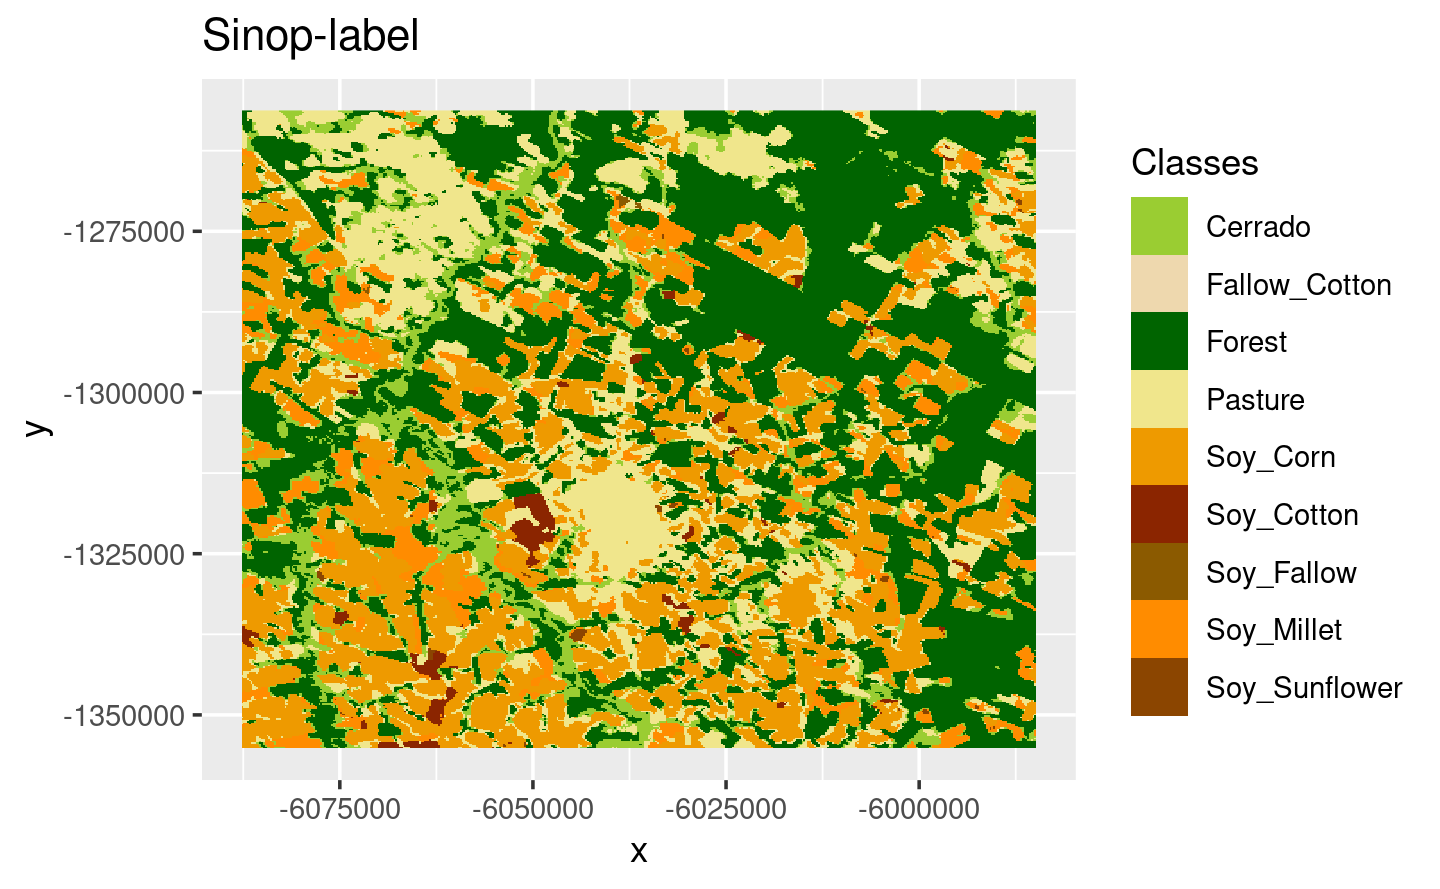 Sinop-label
Classes
Cerrado
Fallow_Cotton
Forest
Pasture
Soy_Corn
Soy_Cotton
Soy_Fallow
Soy_Millet
Soy_Sunflower
y
-1275000
-1300000
-1325000
-1350000
-6075000 -6050000 -6025000 -6000000
x